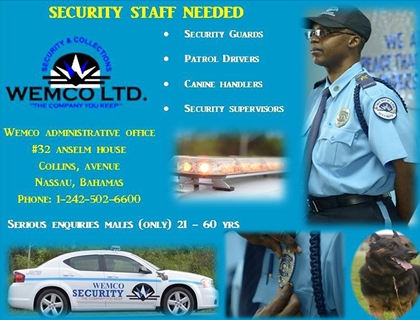 SECURITY STAFF NEEDED
Security Guards
Patrol Drivers
Canine handlers
Security supervisors
SECURITY & COLLECTIONS
WEMCO LTD.
"THE COMPANY YOU KEEP"
Wemco administrative office
#32 anselm house
Collins, avenue
Nassau, Bahamas
Phone: 1-242-502-6600
Serious enquiries males (only) 21 - 60 yrs
WEMCO
SECURITY